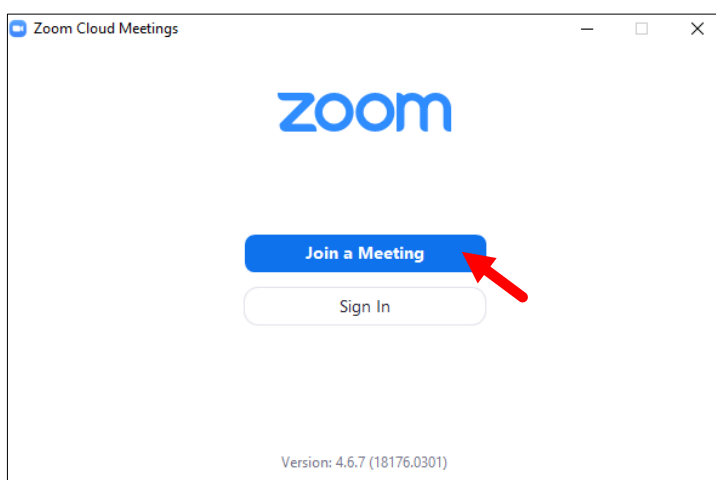 Zoom Cloud Meetings
zoom
Join a Meeting
Sign In
Version: 4.6.7 (18176.0301)